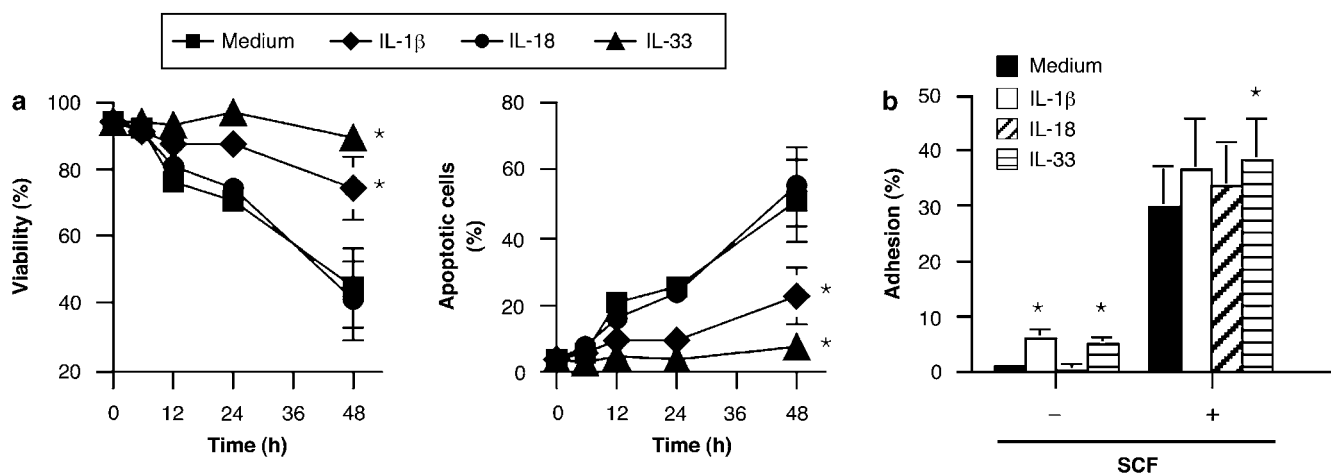 Medium IL-1β IL-18 IL-33
a
100
80
60
40
20
Viability (%)
0 12 24 36 48
Time (h)
80
60
40
20
0
Apoptotic cells
(%)
0 12 24 36 48
Time (h)
*
*
*
*
b
Medium
IL-1β
IL-18
IL-33
50
40
30
20
10
0
Adhesion (%)
* * *
− +
SCF